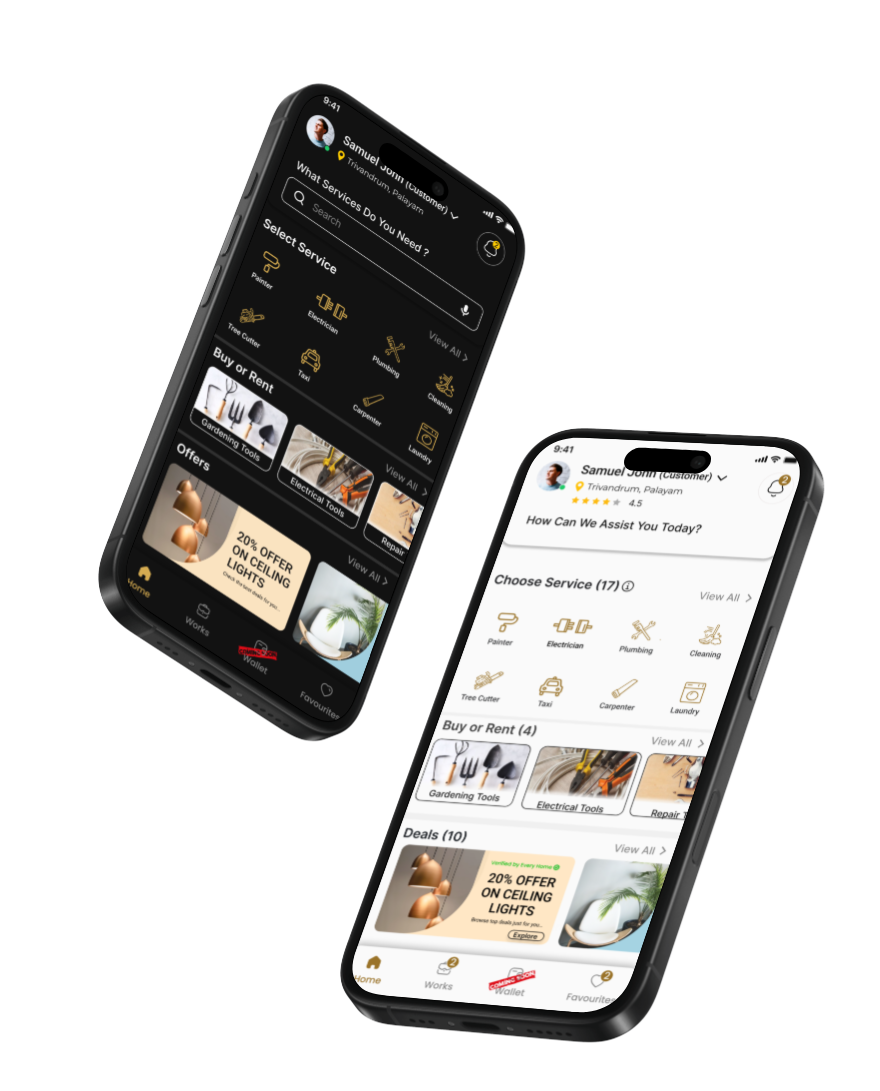 9:41
Samuel John (Customer)
Trivandrum, Palayam
2
What Services Do You Need ?
Search
Select Service
View All
Painter
Electrician
Plumbing
Cleaning
Tree Cutter
Taxi
Carpenter
Laundry
Buy or Rent
View All
Gardening Tools
Electrical Tools
Repair
Offers
View All
20% OFFER
ON CEILING
LIGHTS
Check the best deals for you...
Home
Works
Wallet
Favourites
9:41
Samuel John (Customer)
Trivandrum, Palayam
4.5
2
How Can We Assist You Today?
Choose Service (17)
View All
Painter
Electrician
Plumbing
Cleaning
Tree Cutter
Taxi
Carpenter
Laundry
Buy or Rent (4)
View All
Gardening Tools
Electrical Tools
Repair
Deals (10)
View All
Verified by Every Home
20% OFFER
ON CEILING
LIGHTS
Browse top deals just for you...
Explore
Home
2
Works
COMING SOON
Wallet
2
Favourites